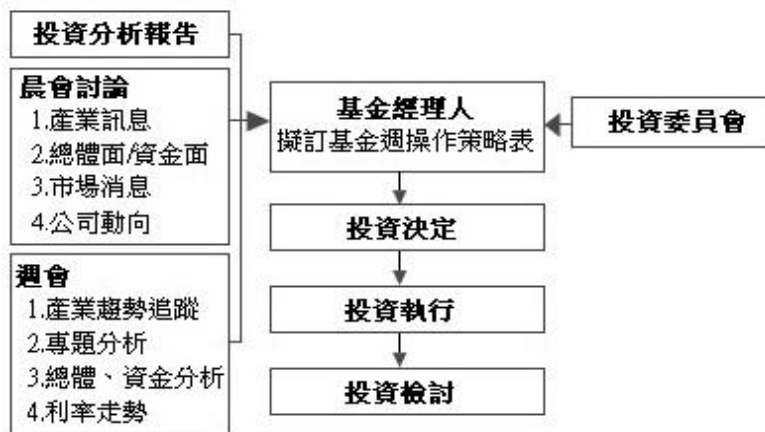 投資分析報告
晨會討論
1.產業訊息
2.總體面/資金面
3.市場消息
4.公司動向
週會
1.產業趨勢追蹤
2.專題分析
3.總體、資金分析
4.利率走勢
基金經理人
擬訂基金週操作策略表
投資委員會
投資決定
投資執行
投資檢討